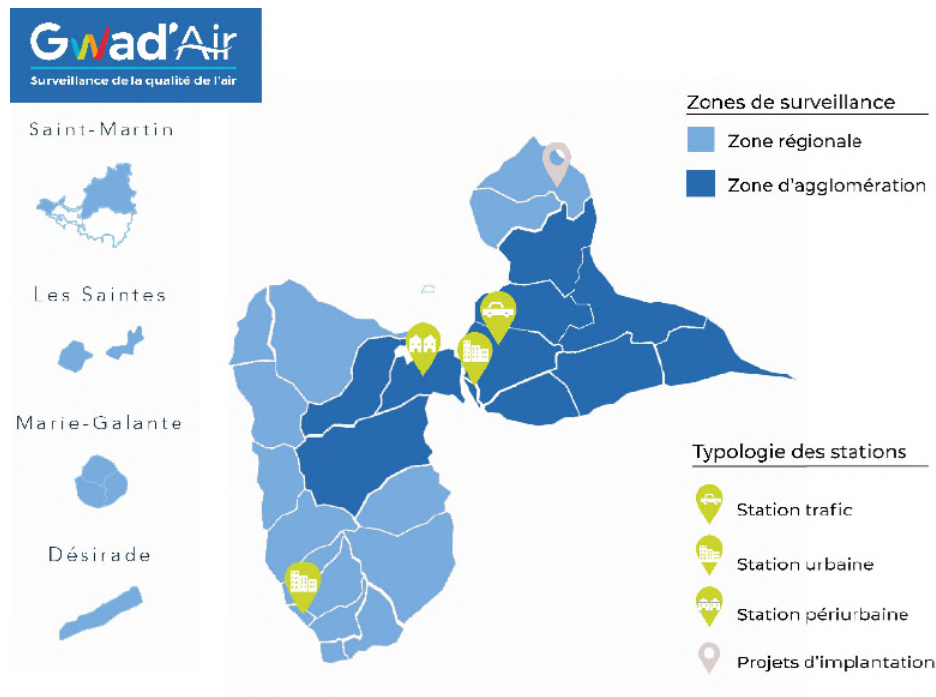 Gwad'Air
Surveillance de la qualité de l'air
Saint-Martin
Les Saintes
Marie-Galante
Désirade
Zones de surveillance
Zone régionale
Zone d'agglomération
Typologie des stations
Station trafic
Station urbaine
Station périurbaine
Projets d'implantation